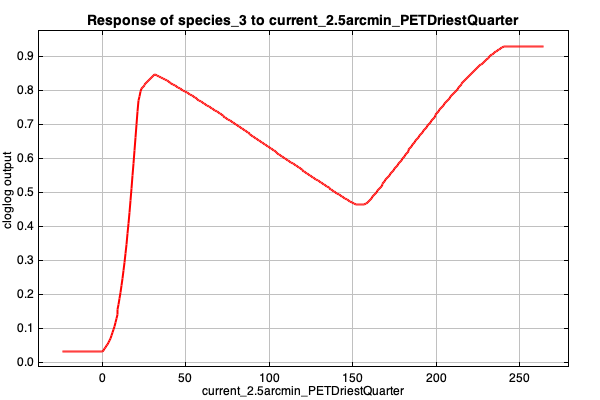 Response of species_3 to current_2.5arcmin_PETDriestQuarter
cloglog output
0.9
0.8
0.7
0.6
0.5
0.4
0.3
0.2
0.1
0.0
0 50 100 150 200 250
current_2.5arcmin_PETDriestQuarter